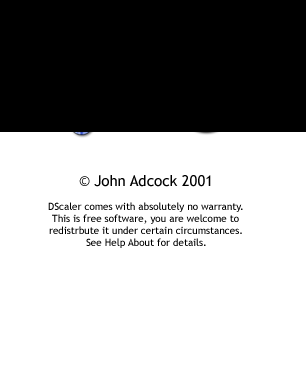 © John Adcock 2001
DScaler comes with absolutely no warranty.
This is free software, you are welcome to
redistrbute it under certain circumstances.
See Help About for details.